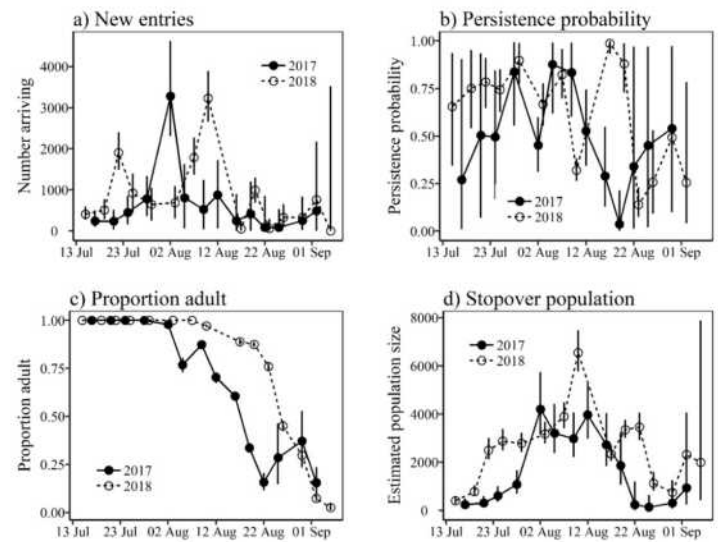 a) New entries
Number arriving
4000
3000
2000
1000
0
2017
2018
13 Jul 23 Jul 02 Aug 12 Aug 22 Aug 01 Sep
b) Persistence probability
Persistence probability
1.00
0.75
0.50
0.25
0.00
2017
2018
13 Jul 23 Jul 02 Aug 12 Aug 22 Aug 01 Sep
c) Proportion adult
Proportion adult
1.00
0.75
0.50
0.25
0.00
2017
2018
13 Jul 23 Jul 02 Aug 12 Aug 22 Aug 01 Sep
d) Stopover population
Estimated population size
8000
6000
4000
2000
0
2017
2018
13 Jul 23 Jul 02 Aug 12 Aug 22 Aug 01 Sep